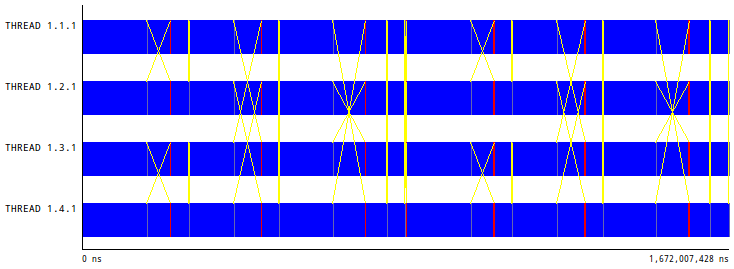 THREAD 1.1.1
THREAD 1.2.1
THREAD 1.3.1
THREAD 1.4.1
0 ns
1,672,007,428 ns